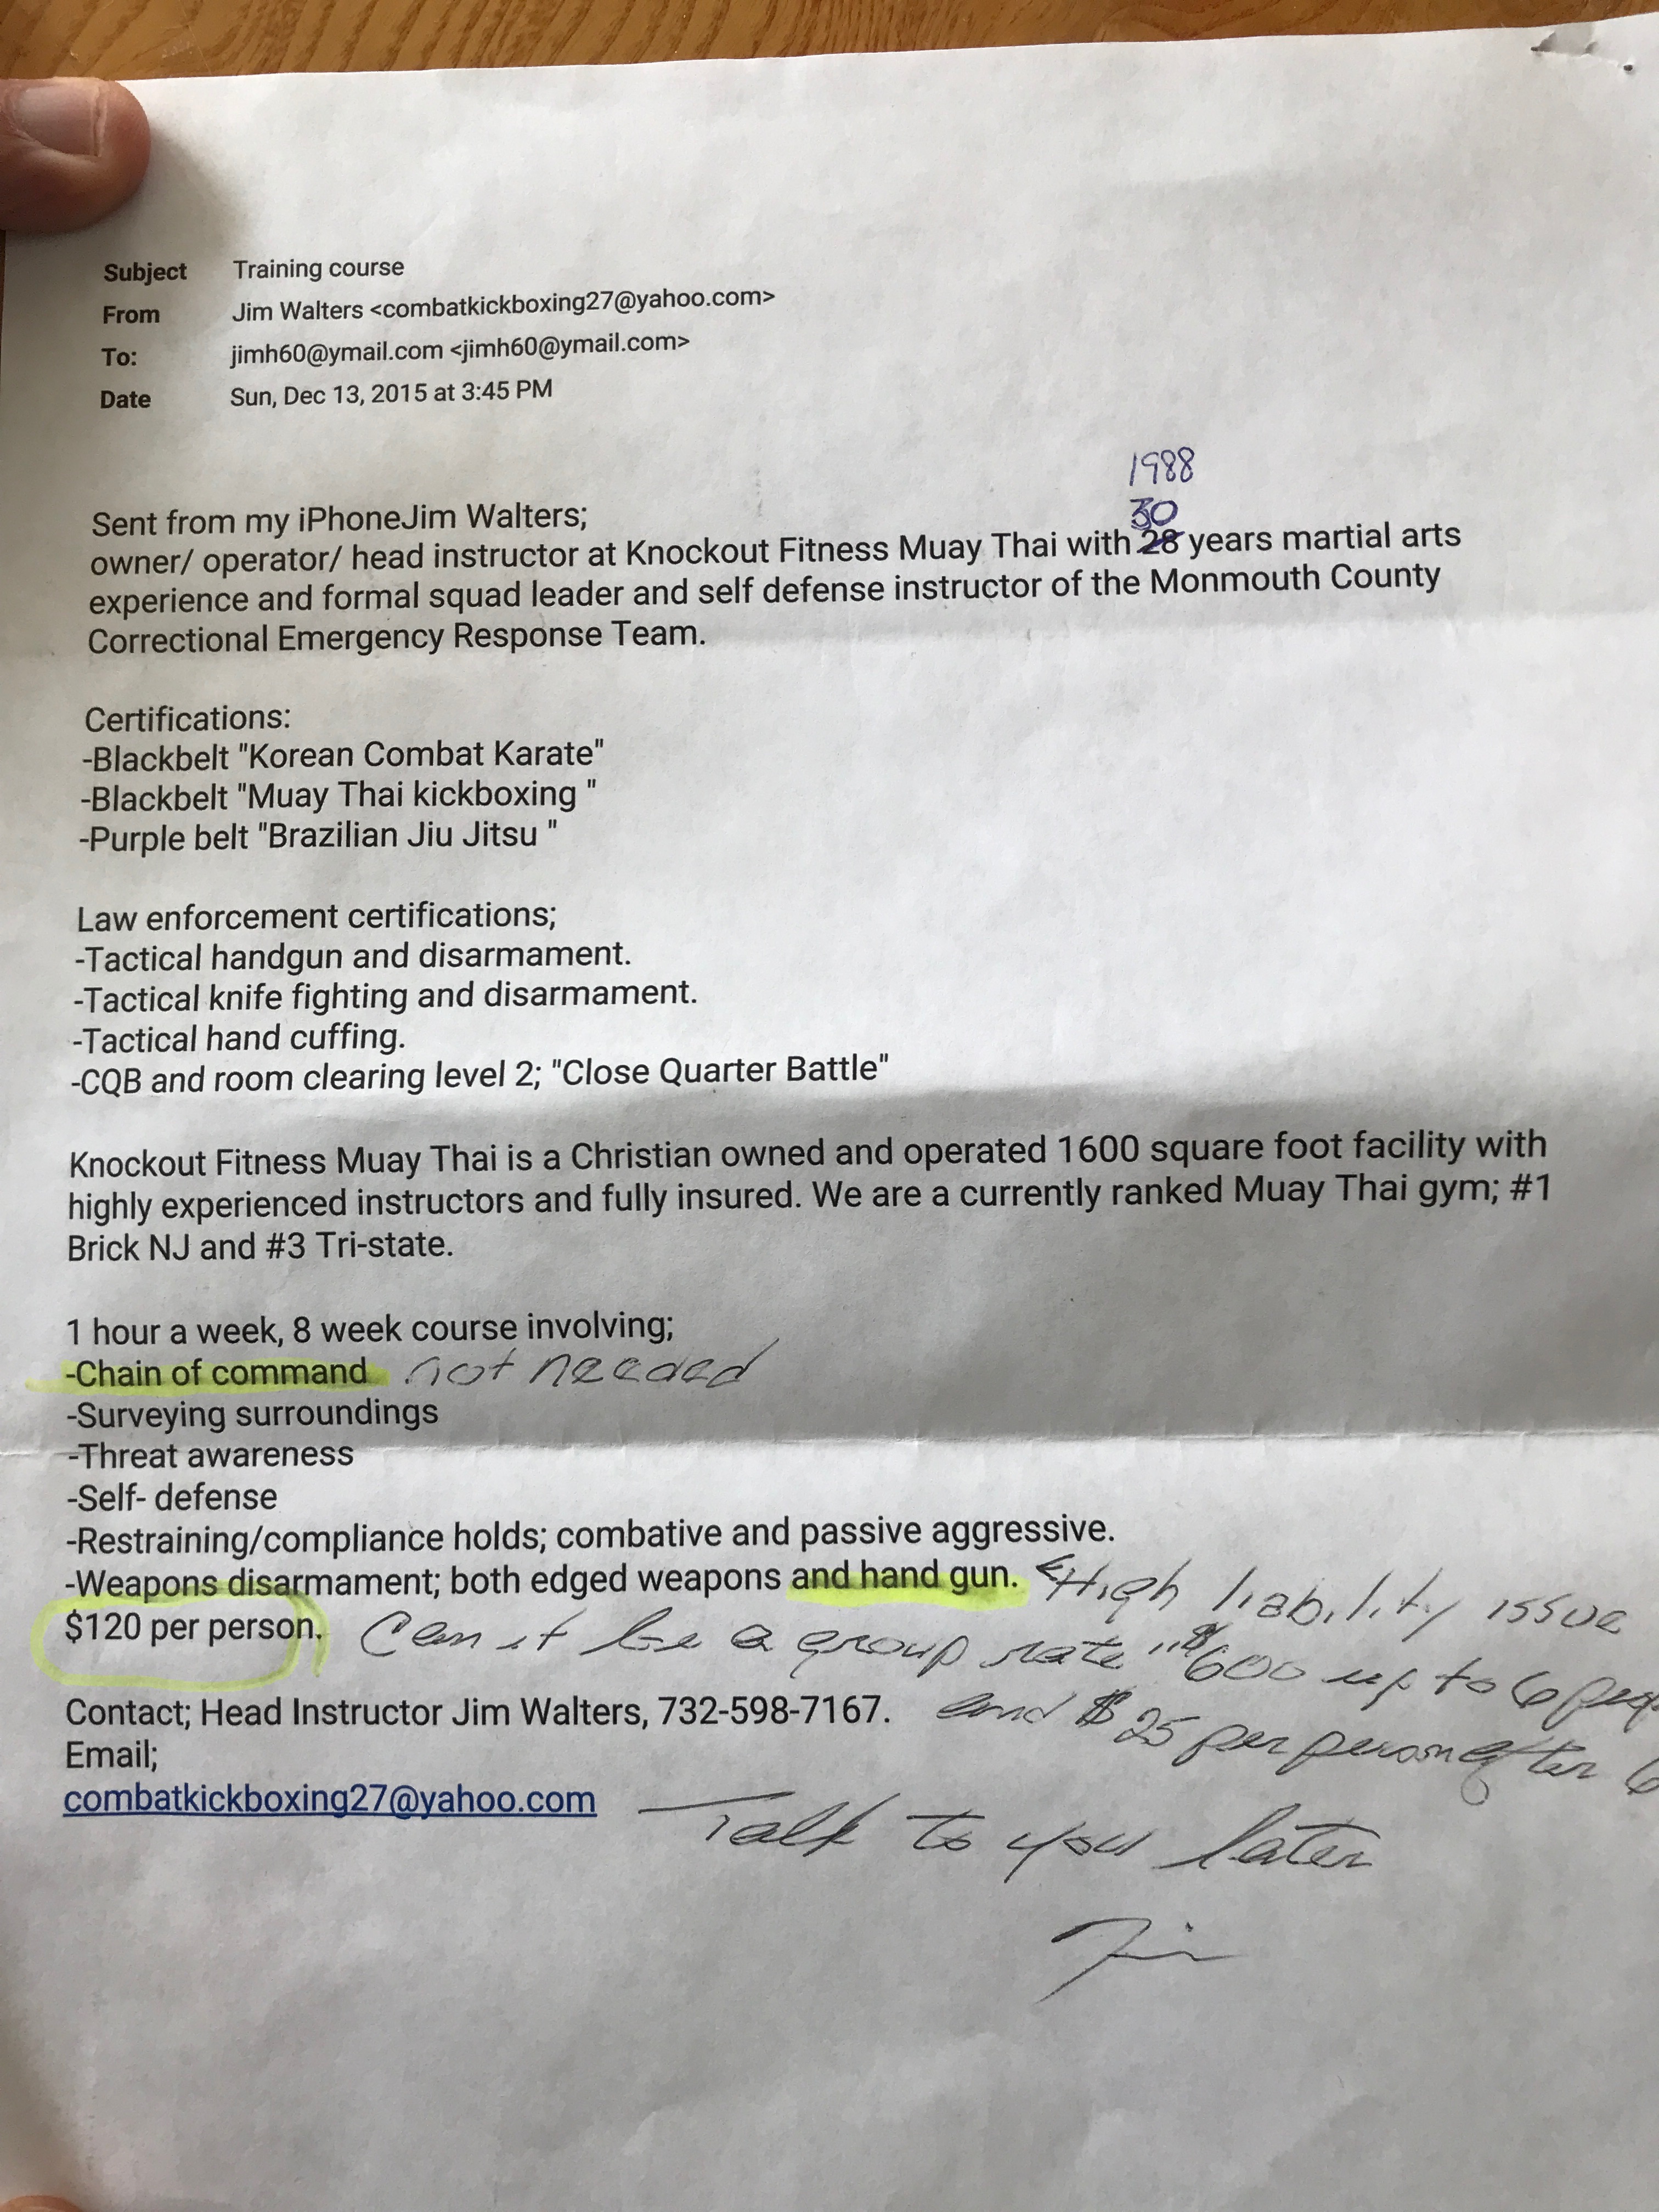 Subject Training course
From Jim Walters <combatkickboxing27@yahoo.com>
To: jimh60@ymail.com <jimh60@ymail.com>
Date Sun, Dec 13, 2015 at 3:45 PM
1988
30
Sent from my iPhoneJim Walters;
owner/ operator/ head instructor at Knockout Fitness Muay Thai with 28 years martial arts
experience and formal squad leader and self defense instructor of the Monmouth County
Correctional Emergency Response Team.
Certifications:
-Blackbelt "Korean Combat Karate"
-Blackbelt "Muay Thai kickboxing "
-Purple belt "Brazilian Jiu Jitsu "
Law enforcement certifications;
-Tactical handgun and disarmament.
-Tactical knife fighting and disarmament.
-Tactical hand cuffing.
-CQB and room clearing level 2; "Close Quarter Battle"
Knockout Fitness Muay Thai is a Christian owned and operated 1600 square foot facility with
highly experienced instructors and fully insured. We are a currently ranked Muay Thai gym; #1
Brick NJ and #3 Tri-state.
1 hour a week, 8 week course involving;
-Chain of command not needed
-Surveying surroundings
-Threat awareness
-Self- defense
-Restraining/compliance holds; combative and passive aggressive.
-Weapons disarmament; both edged weapons and hand gun. High liability issue
$120 per person. Can it be a group rate $600 up to 6
Contact; Head Instructor Jim Walters, 732-598-7167. and $25 per person after 6
Email;
combatkickboxing27@yahoo.com Talk to you later
Jim